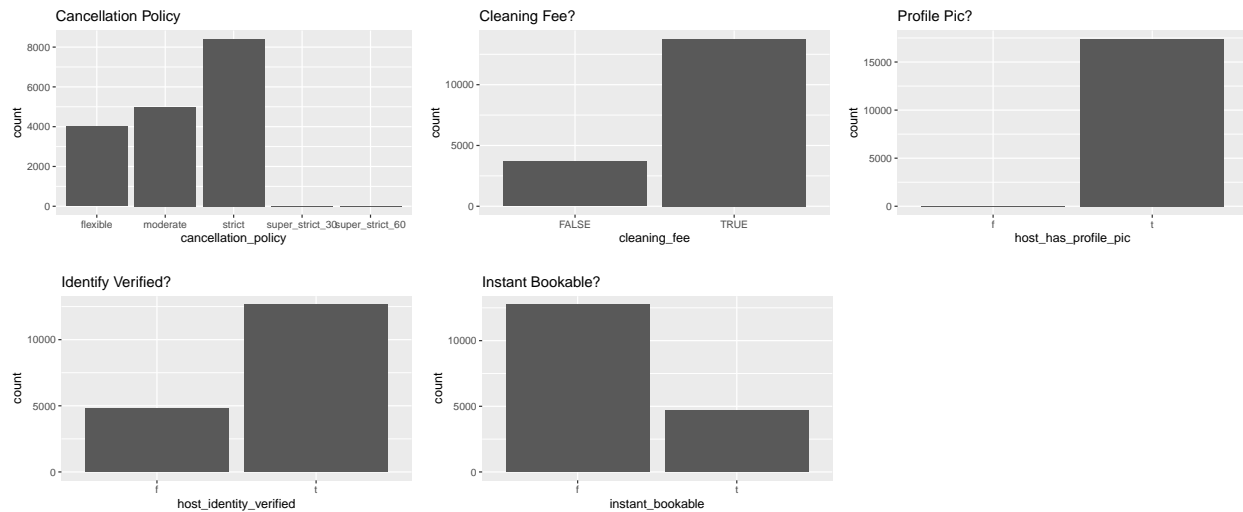 Cancellation Policy
8000
6000
4000
2000
0
count
flexible moderate strict super_strict_30 super_strict_60
cancellation_policy
Cleaning Fee?
10000
5000
0
count
FALSE TRUE
cleaning_fee
Profile Pic?
15000
10000
5000
0
count
f t
host_has_profile_pic
Identify Verified?
10000
5000
0
count
f t
host_identity_verified
Instant Bookable?
10000
5000
0
count
f t
instant_bookable